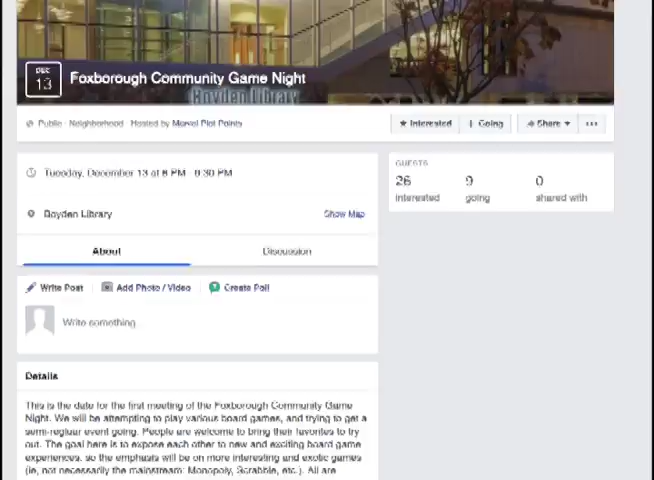 DEC
13
Foxborough Community Game Night
Boyden Library
Public · Neighborhood · Hosted by Marvel Plot Points
Interested
Going
Share
Tuesday, December 13 at 6 PM - 8:30 PM
Boyden Library
Show Map
GUESTS
26
9
0
interested
going
shared with
About
Discussion
Write Post
Add Photo / Video
Create Poll
Write something
Details
This is the date for the first meeting of the Foxborough Community Game
Night. We will be attempting to play various board games, and trying to get a
semi-regluar event going. People are welcome to bring their favorites to try
out. The goal here is to expose each other to new and exciting board game
experiences, so the emphasis will be on more interesting and exotic games
(ie, not necessarily the mainstream: Monopoly, Scrabble, etc.). All are